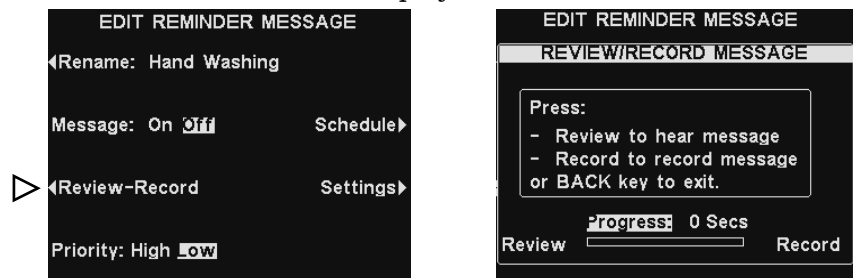 EDIT REMINDER MESSAGE
Rename: Hand Washing
Message: On Off
Schedule
Review-Record
Settings
Priority: High Low
EDIT REMINDER MESSAGE
REVIEW/RECORD MESSAGE
Press:
- Review to hear message
- Record to record message
or BACK key to exit.
Progress: 0 Secs
Review
Record